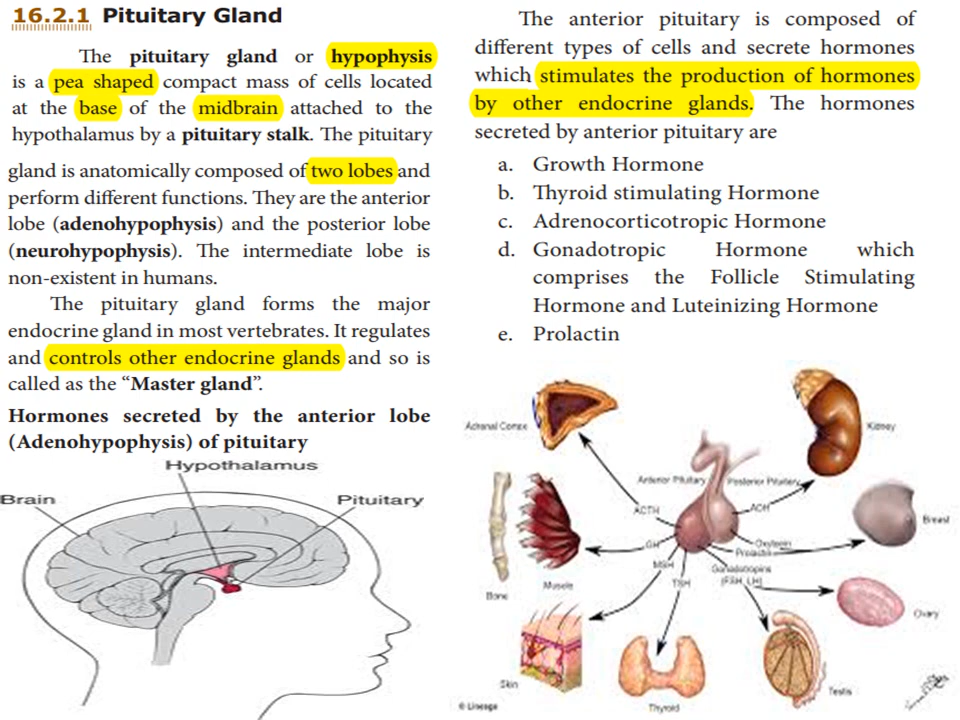 16.2.1 Pituitary Gland
The pituitary gland or hypophysis
is a pea shaped compact mass of cells located
at the base of the midbrain attached to the
hypothalamus by a pituitary stalk. The pituitary
gland is anatomically composed of two lobes and
perform different functions. They are the anterior
lobe (adenohypophysis) and the posterior lobe
(neurohypophysis). The intermediate lobe is
non-existent in humans.
The pituitary gland forms the major
endocrine gland in most vertebrates. It regulates
and controls other endocrine glands and so is
called as the “Master gland”.
Hormones secreted by the anterior lobe
(Adenohypophysis) of pituitary
Hypothalamus
Brain
Pituitary
The anterior pituitary is composed of
different types of cells and secrete hormones
which stimulates the production of hormones
by other endocrine glands. The hormones
secreted by anterior pituitary are
a. Growth Hormone
b. Thyroid stimulating Hormone
c. Adrenocorticotropic Hormone
d. Gonadotropic Hormone which
comprises the Follicle Stimulating
Hormone and Luteinizing Hormone
e. Prolactin
Adrenal Cortex
Kidney
Anterior Pituitary
Posterior Pituitary
ACTH
ADH
Breast
GH
Oxytocin
Prolactin
MSH
Gonadotropins
(FSH, LH)
TSH
Muscle
Bone
Ovary
Skin
Testis
Thyroid
© Lineage